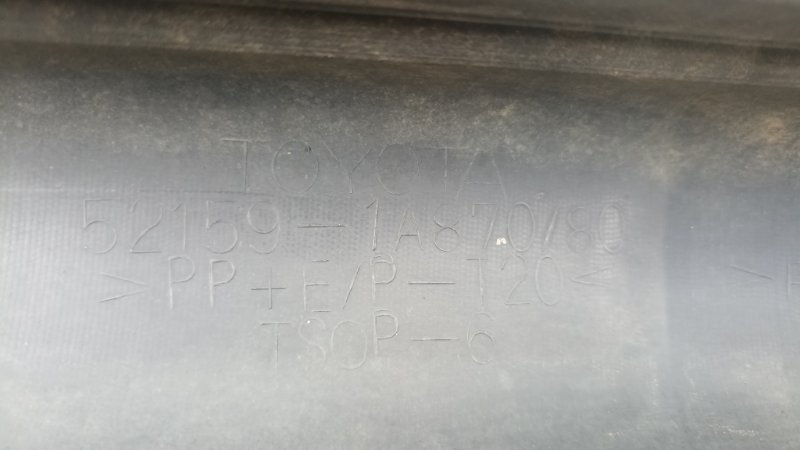 TOYOTA
52159-1A870/80
>PP+E/P-T20<
TSOP-6